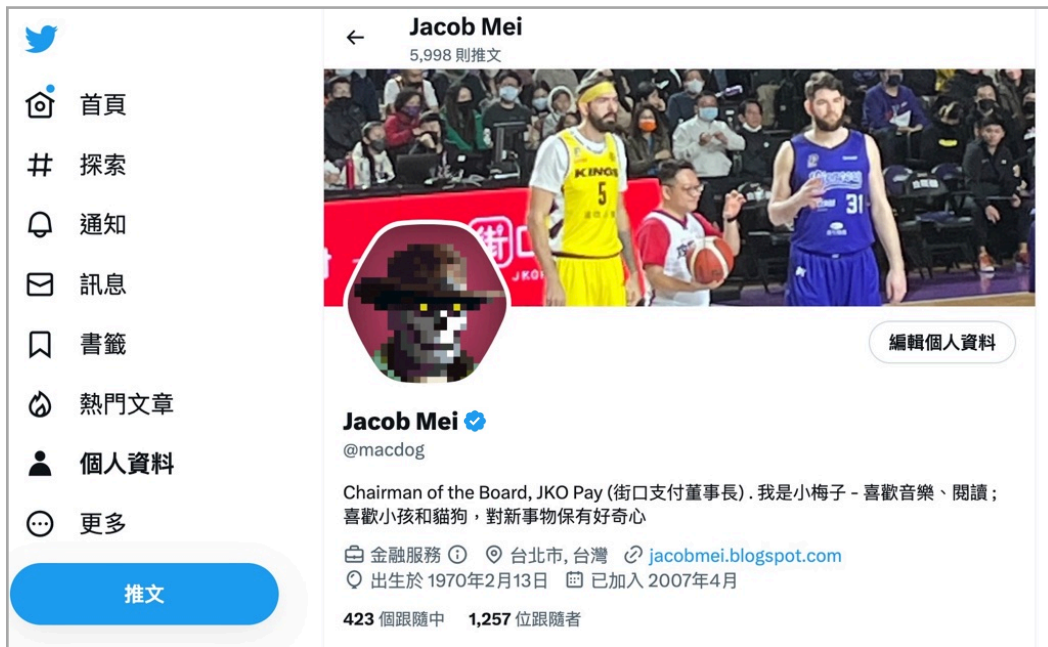 Jacob Mei
5,998 則推文
首頁
探索
通知
訊息
書籤
熱門文章
個人資料
更多
推文
KINGS
5
31
街口
JKO
編輯個人資料
Jacob Mei
@macdog
Chairman of the Board, JKO Pay (街口支付董事長) . 我是小梅子 - 喜歡音樂、閱讀 ;
喜歡小孩和貓狗，對新事物保有好奇心
金融服務 台北市, 台灣 jacobmei.blogspot.com
出生於 1970年2月13日 已加入 2007年4月
423 個跟隨中 1,257 位跟隨者